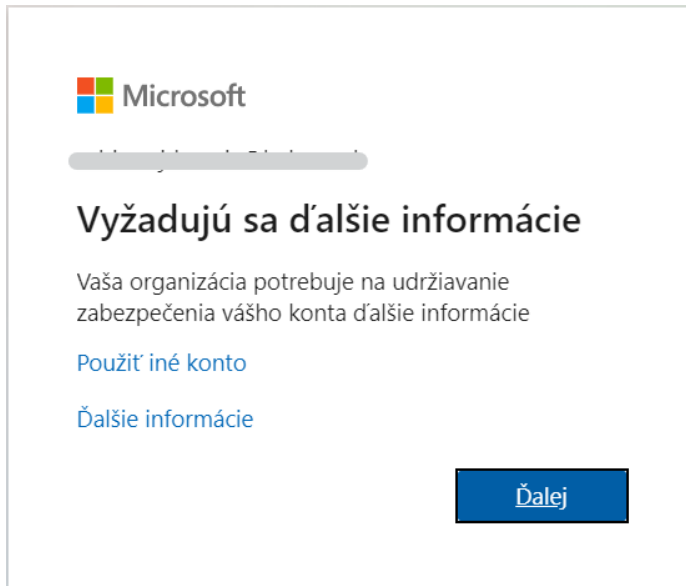 Microsoft
Vyžadujú sa ďalšie informácie
Vaša organizácia potrebuje na udržiavanie
zabezpečenia vášho konta ďalšie informácie
Použiť iné konto
Ďalšie informácie
Ďalej